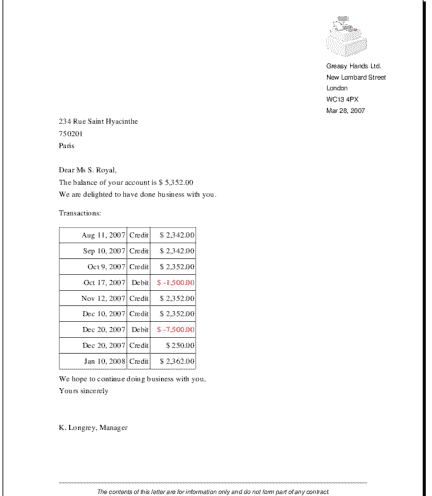 Greasy Hands Ltd.
New Lombard Street
London
WC13 4PX
Mar 28, 2007
234 Rue Saint Hyacinthe
750201
Paris
Dear Ms S. Royal,
The balance of your account is $ 5,352.00
We are delighted to have done business with you.
Transactions:
Aug 11, 2007 Credit $ 2,342.00
Sep 10, 2007 Credit $ 2,342.00
Oct 9, 2007 Credit $ 2,352.00
Oct 17, 2007 Debit $ -1,500.00
Nov 12, 2007 Credit $ 2,352.00
Dec 10, 2007 Credit $ 2,352.00
Dec 20, 2007 Debit $ -7,500.00
Dec 20, 2007 Credit $ 250.00
Jan 10, 2008 Credit $ 2,362.00
We hope to continue doing business with you,
Yours sincerely
K. Longrey, Manager
The contents of this letter are for information only and do not form part of any contract.